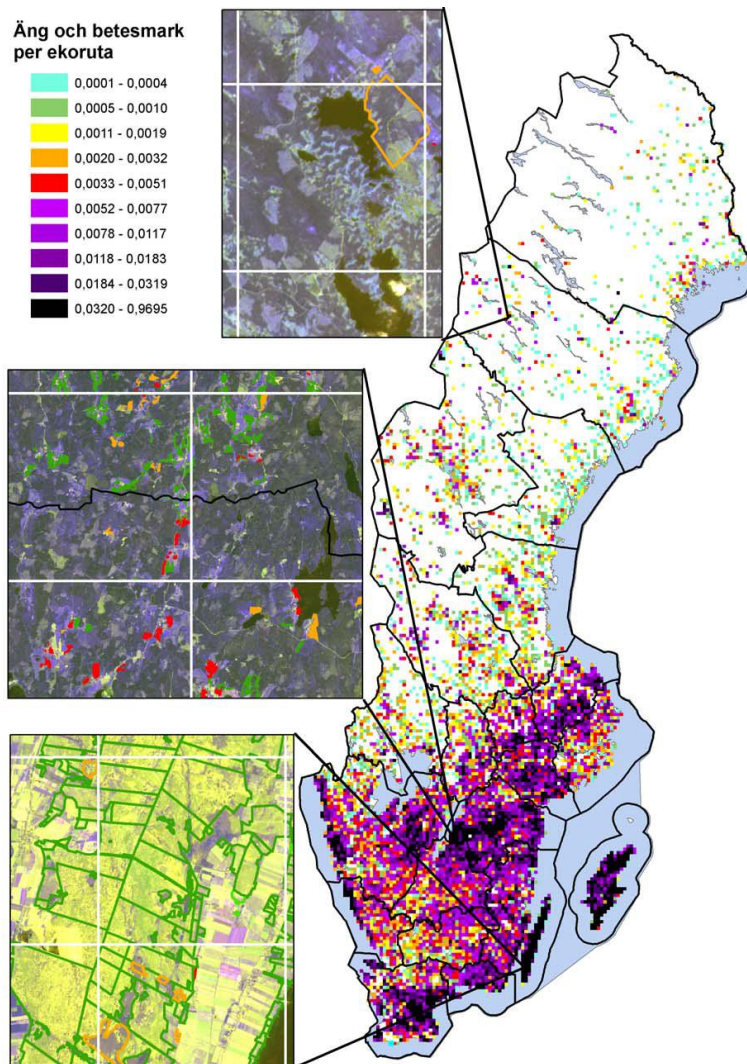 Äng och betesmark
per ekoruta
0,0001 - 0,0004
0,0005 - 0,0010
0,0011 - 0,0019
0,0020 - 0,0032
0,0033 - 0,0051
0,0052 - 0,0077
0,0078 - 0,0117
0,0118 - 0,0183
0,0184 - 0,0319
0,0320 - 0,9695